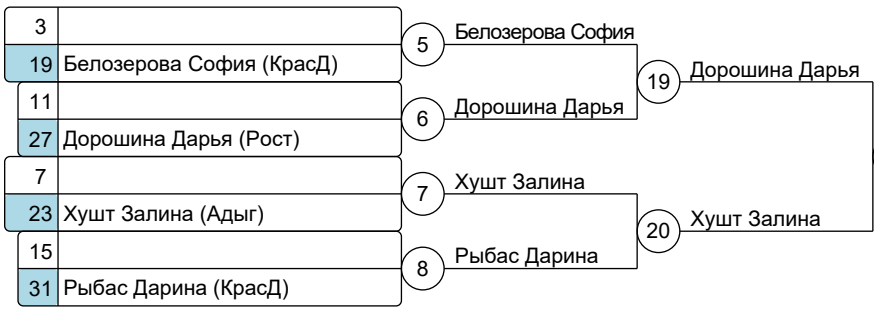 3
19 Белозерова София (КрасД)
11
27 Дорошина Дарья (Рост)
7
23 Хушт Залина (Адыг)
15
31 Рыбас Дарина (КрасД)
5 Белозерова София
6 Дорошина Дарья
7 Хушт Залина
8 Рыбас Дарина
19 Дорошина Дарья
20 Хушт Залина